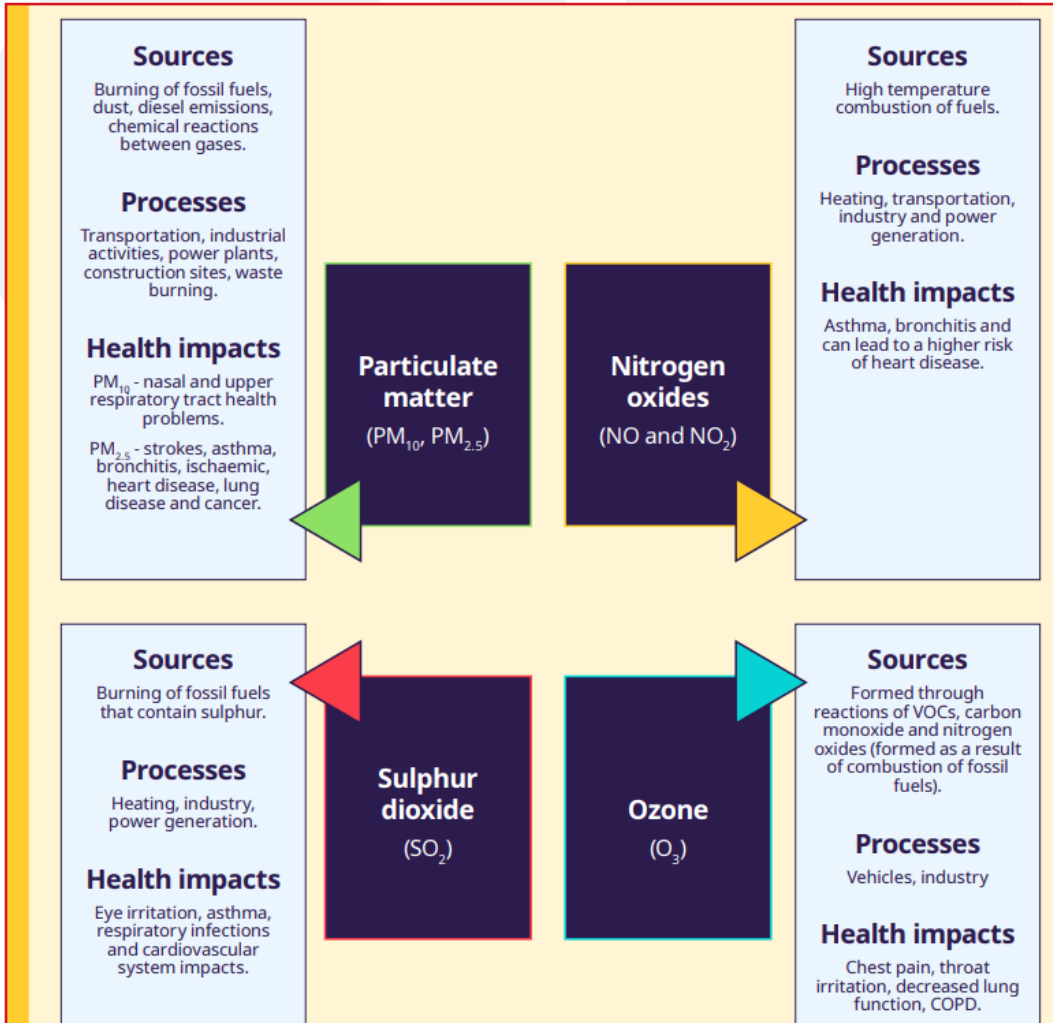 Sources
Burning of fossil fuels,
dust, diesel emissions,
chemical reactions
between gases.
Processes
Transportation, industrial
activities, power plants,
construction sites, waste
burning.
Health impacts
PM10 - nasal and upper
respiratory tract health
problems.
PM2.5 - strokes, asthma,
bronchitis, ischaemic,
heart disease, lung
disease and cancer.
Particulate
matter
(PM10, PM2.5)
Nitrogen
oxides
(NO and NO2)
Sources
High temperature
combustion of fuels.
Processes
Heating, transportation,
industry and power
generation.
Health impacts
Asthma, bronchitis and
can lead to a higher risk
of heart disease.
Sources
Burning of fossil fuels
that contain sulphur.
Processes
Heating, industry,
power generation.
Health impacts
Eye irritation, asthma,
respiratory infections
and cardiovascular
system impacts.
Sulphur
dioxide
(SO2)
Ozone
(O3)
Sources
Formed through
reactions of VOCs, carbon
monoxide and nitrogen
oxides (formed as a result
of combustion of fossil
fuels).
Processes
Vehicles, industry
Health impacts
Chest pain, throat
irritation, decreased lung
function, COPD.